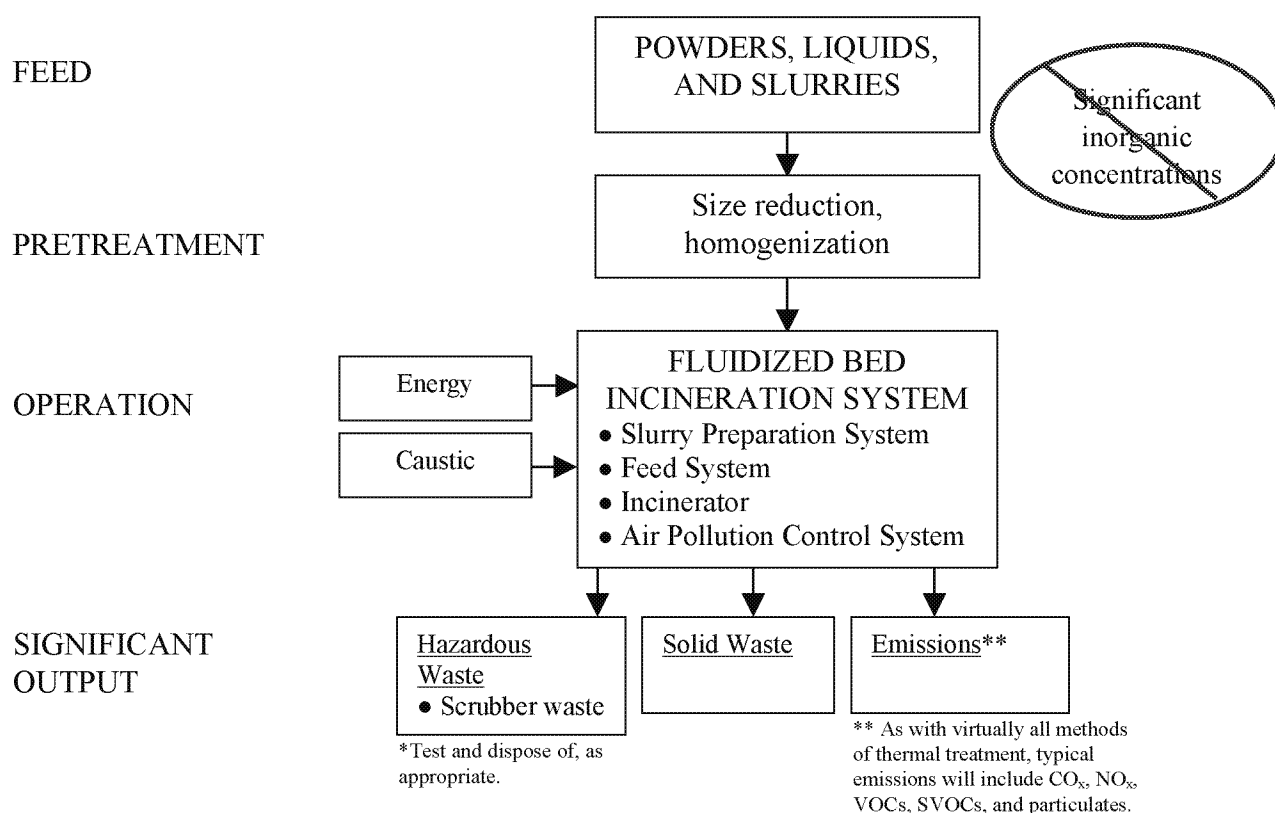 FEED
POWDERS, LIQUIDS,
AND SLURRIES
Significant
inorganic
concentrations
PRETREATMENT
Size reduction,
homogenization
OPERATION
Energy
Caustic
FLUIDIZED BED
INCINERATION SYSTEM
● Slurry Preparation System
● Feed System
● Incinerator
● Air Pollution Control System
SIGNIFICANT
OUTPUT
Hazardous
Waste
● Scrubber waste
*Test and dispose of, as
appropriate.
Solid Waste
Emissions**
** As with virtually all methods
of thermal treatment, typical
emissions will include COₓ, NOₓ,
VOCs, SVOCs, and particulates.